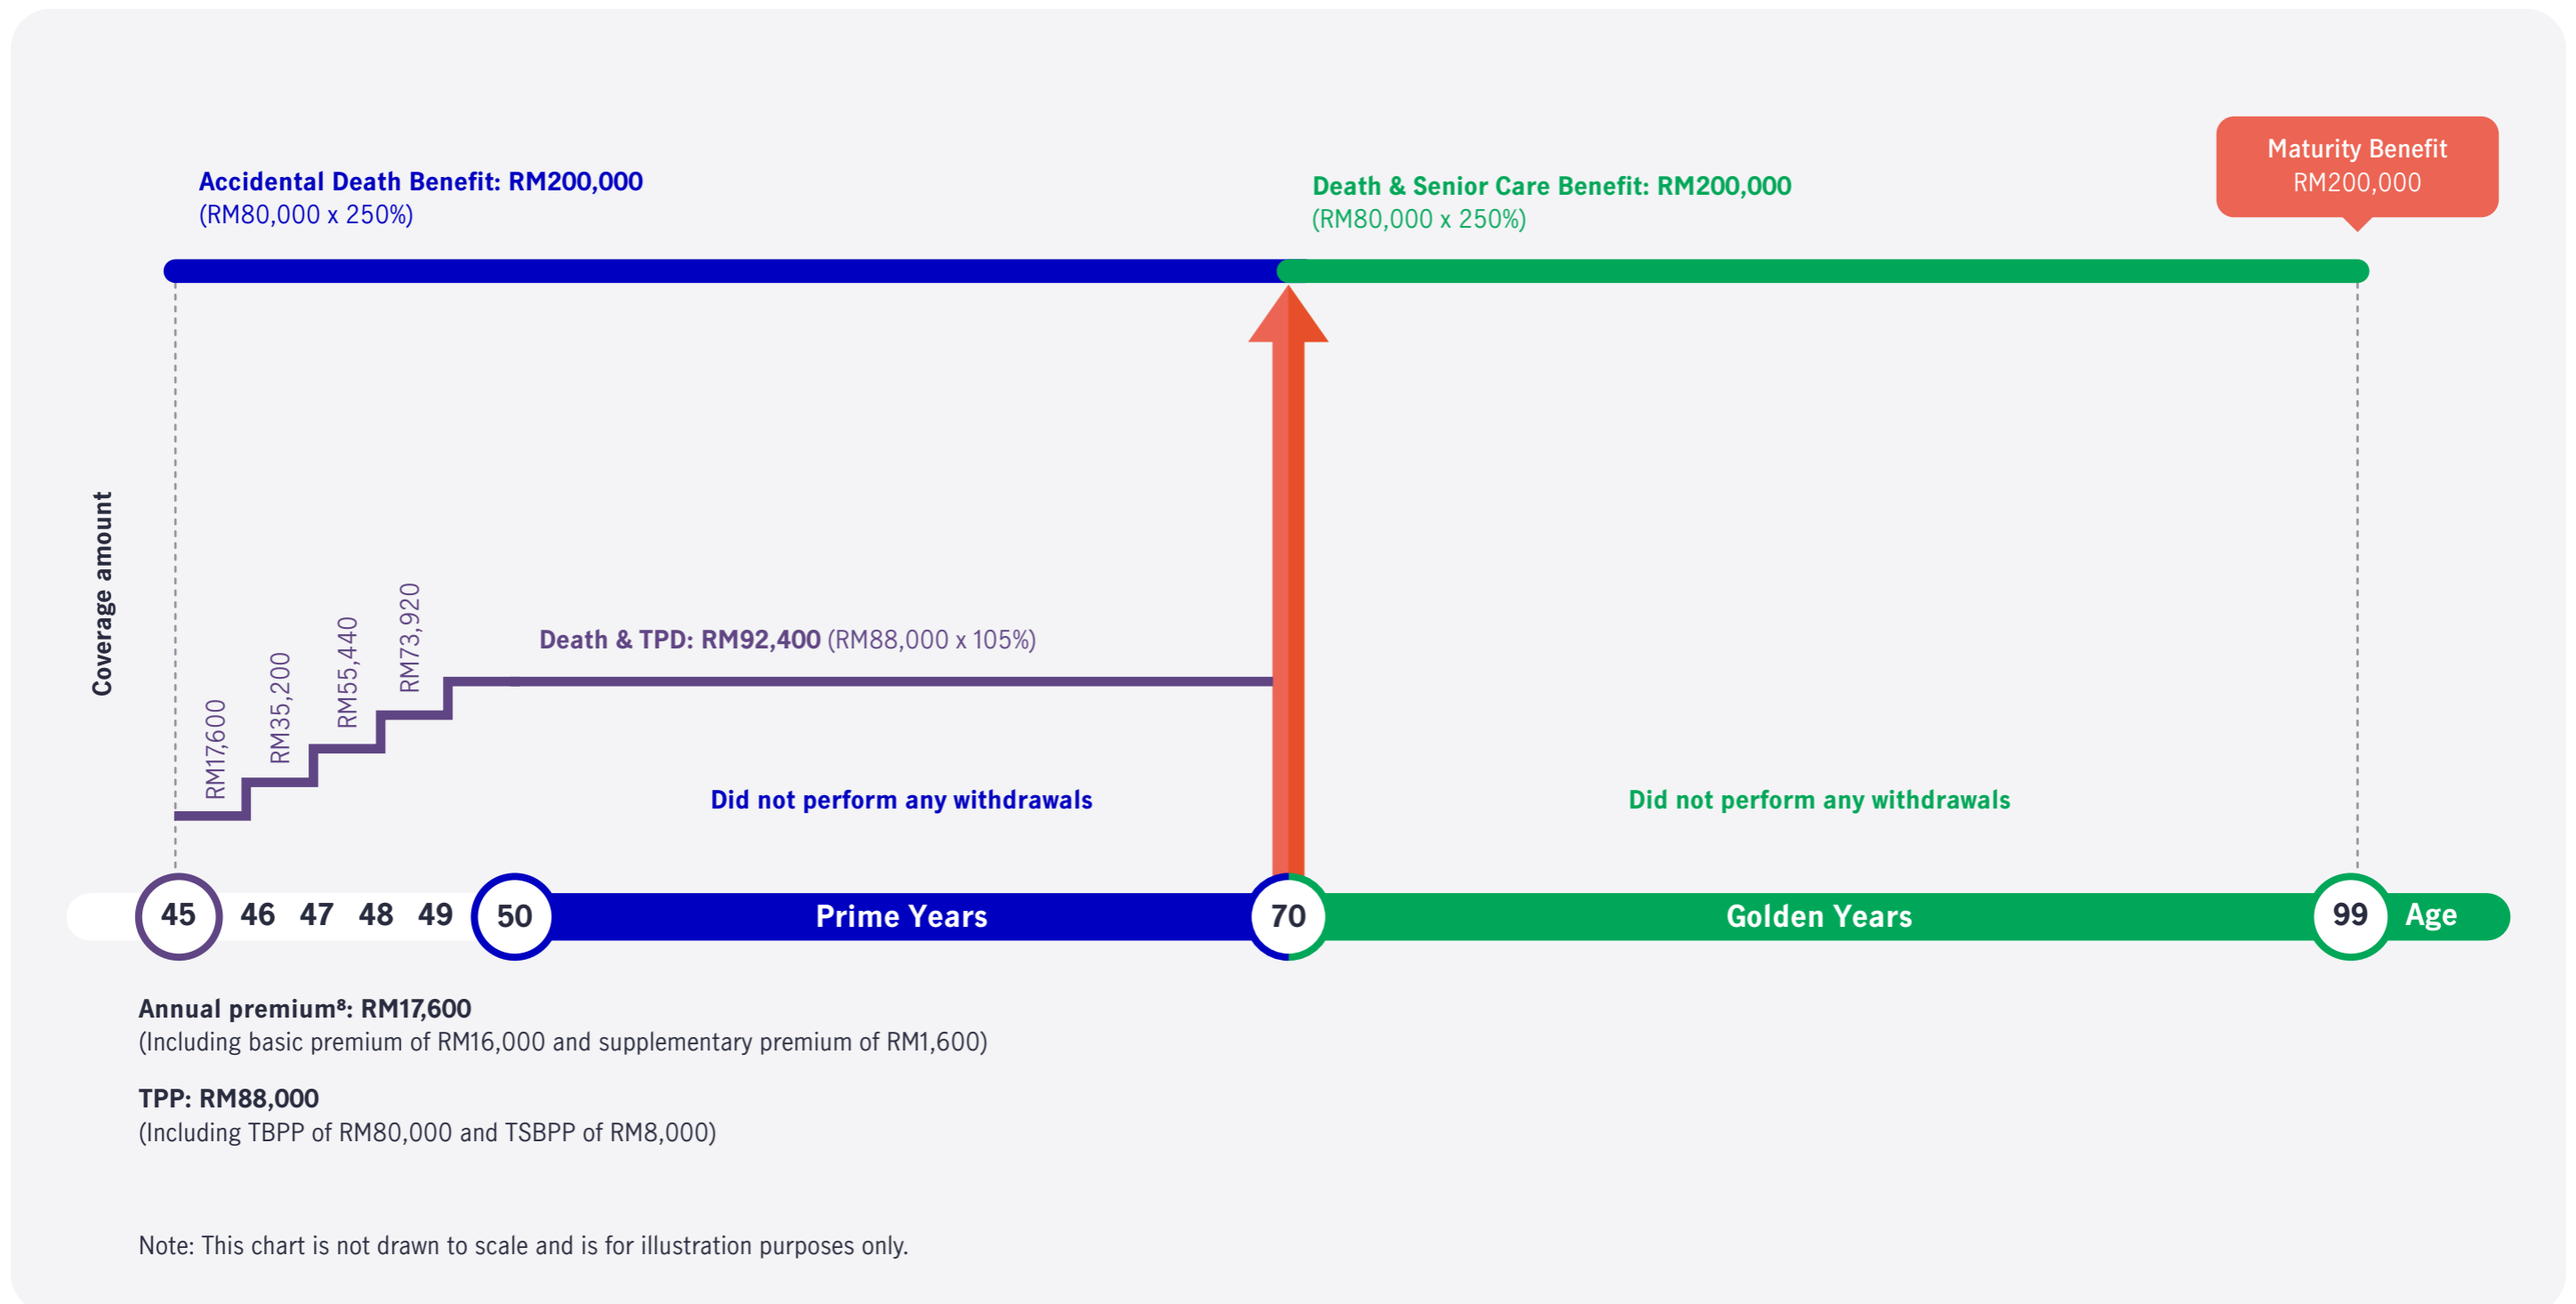 Maturity Benefit
RM200,000
Accidental Death Benefit: RM200,000
(RM80,000 x 250%)
Death & Senior Care Benefit: RM200,000
(RM80,000 x 250%)
Coverage amount
RM17,600
RM35,200
RM55,440
RM73,920
Death & TPD: RM92,400 (RM88,000 x 105%)
Did not perform any withdrawals
Did not perform any withdrawals
45 46 47 48 49 50 Prime Years 70 Golden Years 99 Age
Annual premium⁸: RM17,600
(Including basic premium of RM16,000 and supplementary premium of RM1,600)
TPP: RM88,000
(Including TBPP of RM80,000 and TSBPP of RM8,000)
Note: This chart is not drawn to scale and is for illustration purposes only.